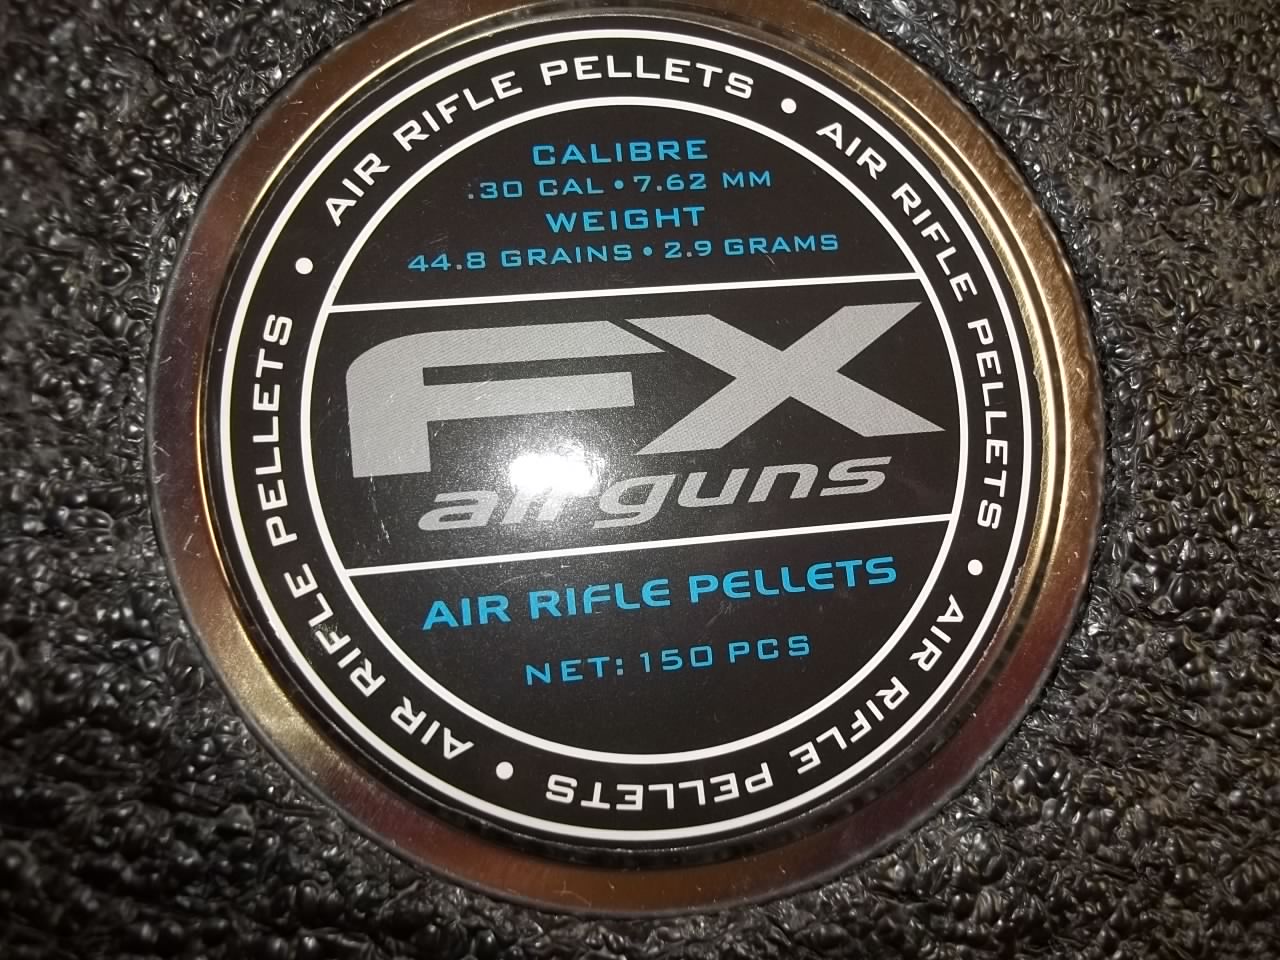 AIR RIFLE PELLETS • AIR RIFLE PELLETS • AIR RIFLE PELLETS • AIR RIFLE PELLETS •
CALIBRE
.30 CAL • 7.62 MM
WEIGHT
44.8 GRAINS • 2.9 GRAMS
FX
airguns
AIR RIFLE PELLETS
NET: 150 PCS